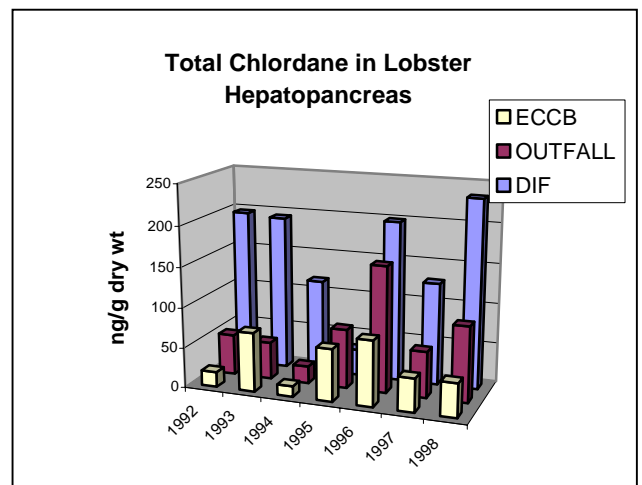 Total Chlordane in Lobster
Hepatopancreas
ECCB
OUTFALL
DIF
ng/g dry wt
250
200
150
100
50
0
1992
1993
1994
1995
1996
1997
1998